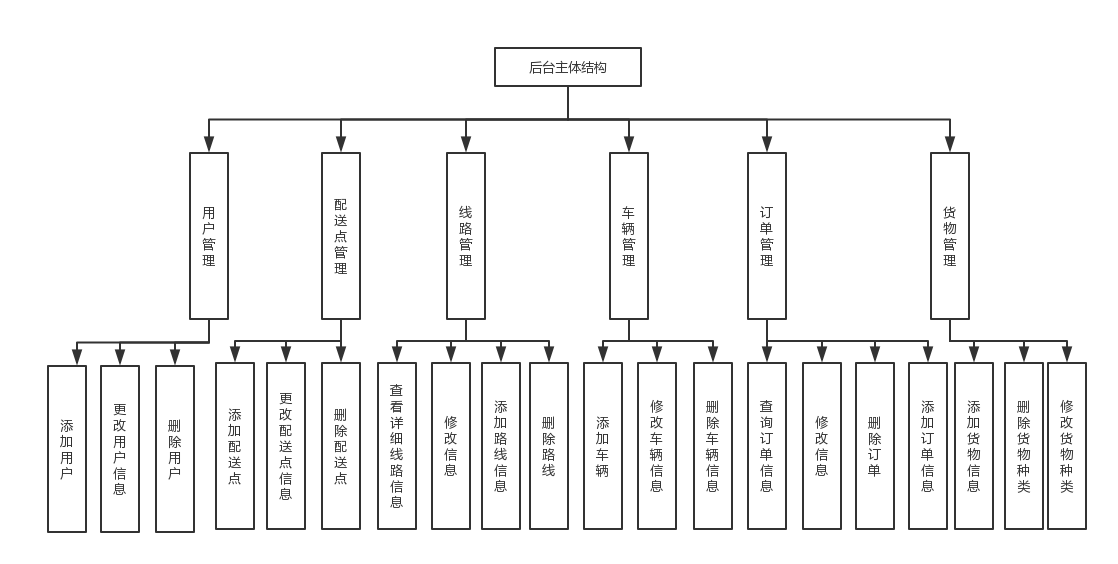 后台主体结构
用户管理
配送点管理
线路管理
车辆管理
订单管理
货物管理
添加用户
更改用户信息
删除用户
添加配送点
更改配送点信息
删除配送点
查看详细线路信息
修改信息
添加路线信息
删除路线
添加车辆
修改车辆信息
删除车辆信息
查询订单信息
修改信息
删除订单
添加订单信息
添加货物信息
删除货物种类
修改货物种类